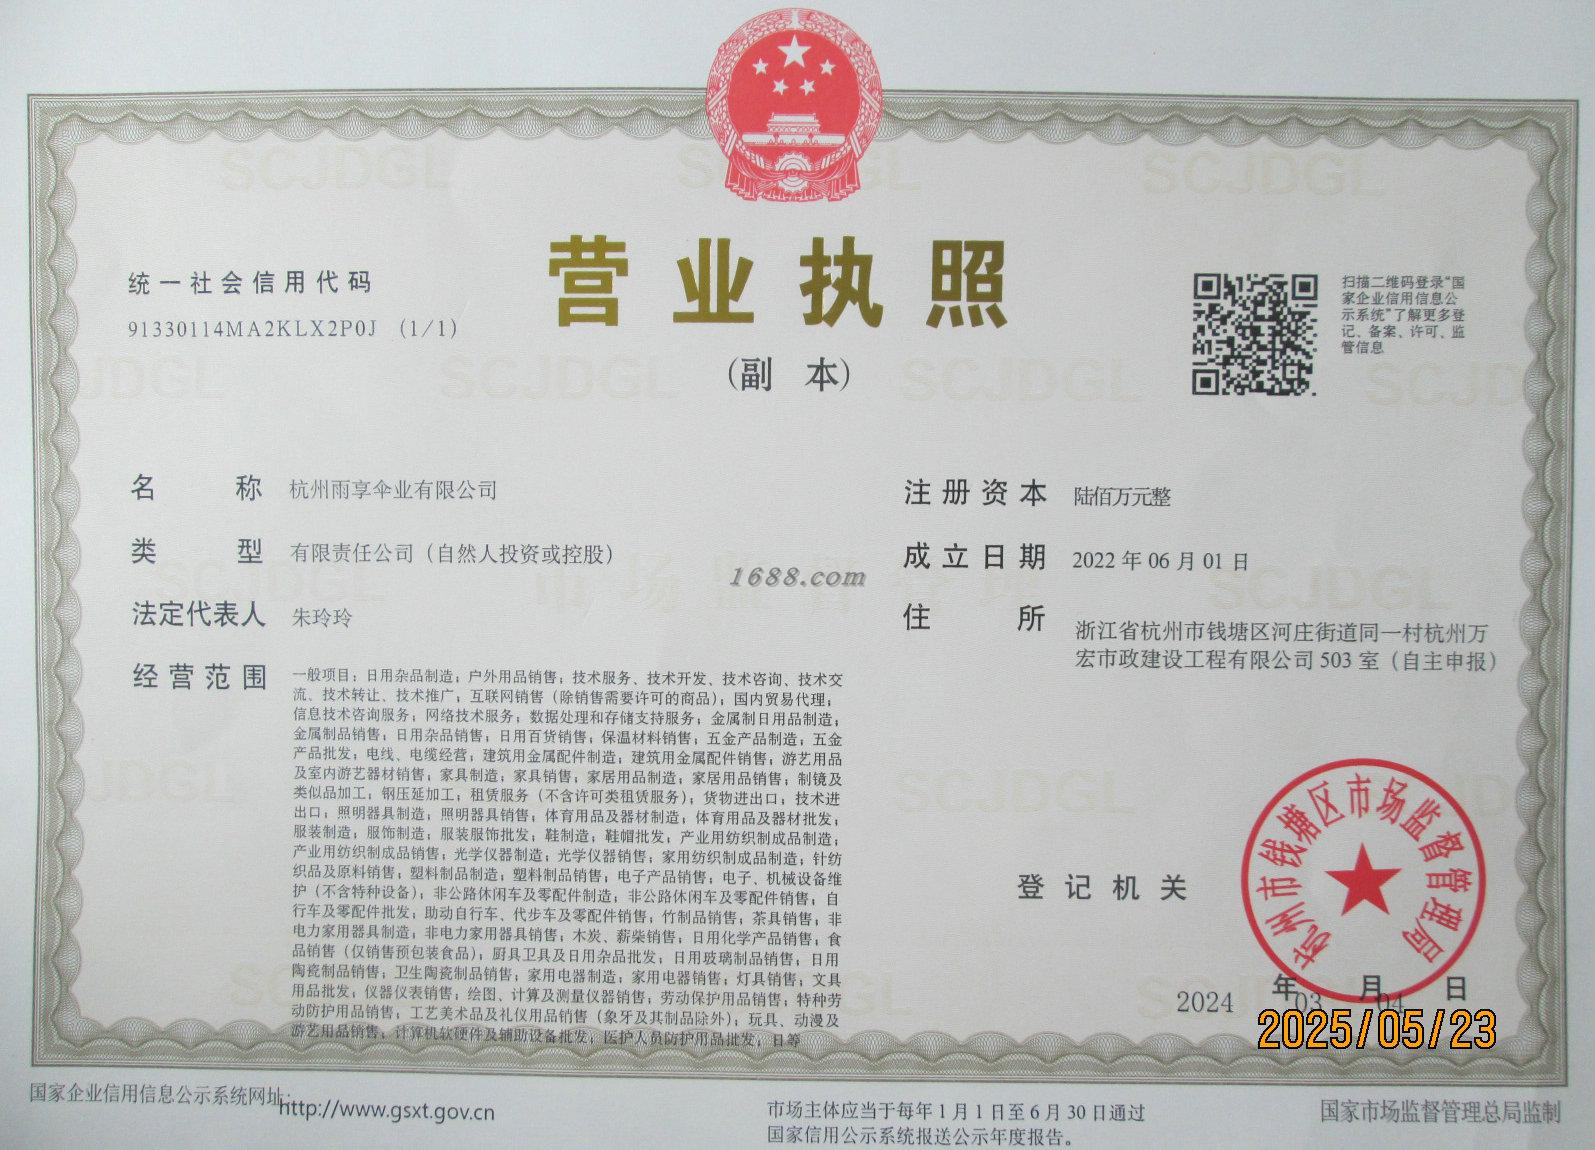 营业执照
（副 本）
统一社会信用代码
91330114MA2KLX2P0J （1/1）
扫描二维码登录“国
家企业信用信息公
示系统”了解更多登
记、备案、许可、监
管信息
名 称 杭州雨享伞业有限公司
类 型 有限责任公司（自然人投资或控股）
法定代表人 朱玲玲
经营范围 一般项目：日用杂品制造；户外用品销售；技术服务、技术开发、技术咨询、技术交
流、技术转让、技术推广；互联网销售（除销售需要许可的商品）；国内贸易代理；
信息技术咨询服务；网络技术服务；数据处理和存储支持服务；金属制日用品制造；
金属制品销售；日用杂品销售；日用百货销售；保温材料销售；五金产品制造；五金
产品批发；电线、电缆经营；建筑用金属配件制造；建筑用金属配件销售；游艺用品
及室内游艺器材销售；家具制造；家具销售；家居用品制造；家居用品销售；制镜及
类似品加工；钢压延加工；租赁服务（不含许可类租赁服务）；货物进出口；技术进
出口；照明器具制造；照明器具销售；体育用品及器材制造；体育用品及器材批发；
服装制造；服饰制造；服装服饰批发；鞋制造；鞋帽批发；产业用纺织制成品制造；
产业用纺织制成品销售；光学仪器制造；光学仪器销售；家用纺织制成品制造；针纺
织品及原料销售；塑料制品制造；塑料制品销售；电子产品销售；电子、机械设备维
护（不含特种设备）；非公路休闲车及零配件制造；非公路休闲车及零配件销售；自
行车及零配件批发；助动自行车、代步车及零配件销售；竹制品销售；茶具销售；非
电力家用器具制造；非电力家用器具销售；木炭、薪柴销售；日用化学产品销售；食
品销售（仅销售预包装食品）；厨具卫具及日用杂品批发；日用玻璃制品销售；日用
陶瓷制品销售；卫生陶瓷制品销售；家用电器制造；家用电器销售；灯具销售；文具
用品批发；仪器仪表销售；绘图、计算及测量仪器销售；劳动保护用品销售；特种劳
动防护用品销售；工艺美术品及礼仪用品销售（象牙及其制品除外）；玩具、动漫及
游艺用品销售；计算机软硬件及辅助设备批发；医护人员防护用品批发；日等
注册资本 陆佰万元整
成立日期 2022 年 06 月 01 日
住 所 浙江省杭州市钱塘区河庄街道同一村杭州万
宏市政建设工程有限公司 503 室（自主申报）
1688.com
登记机关
杭州市钱塘区市场监督管理局
2024 年 03 月 04 日
2025/05/23
国家企业信用信息公示系统网址：http://www.gsxt.gov.cn
市场主体应当于每年 1 月 1 日至 6 月 30 日通过
国家信用公示系统报送公示年度报告。
国家市场监督管理总局监制
SCJDGL